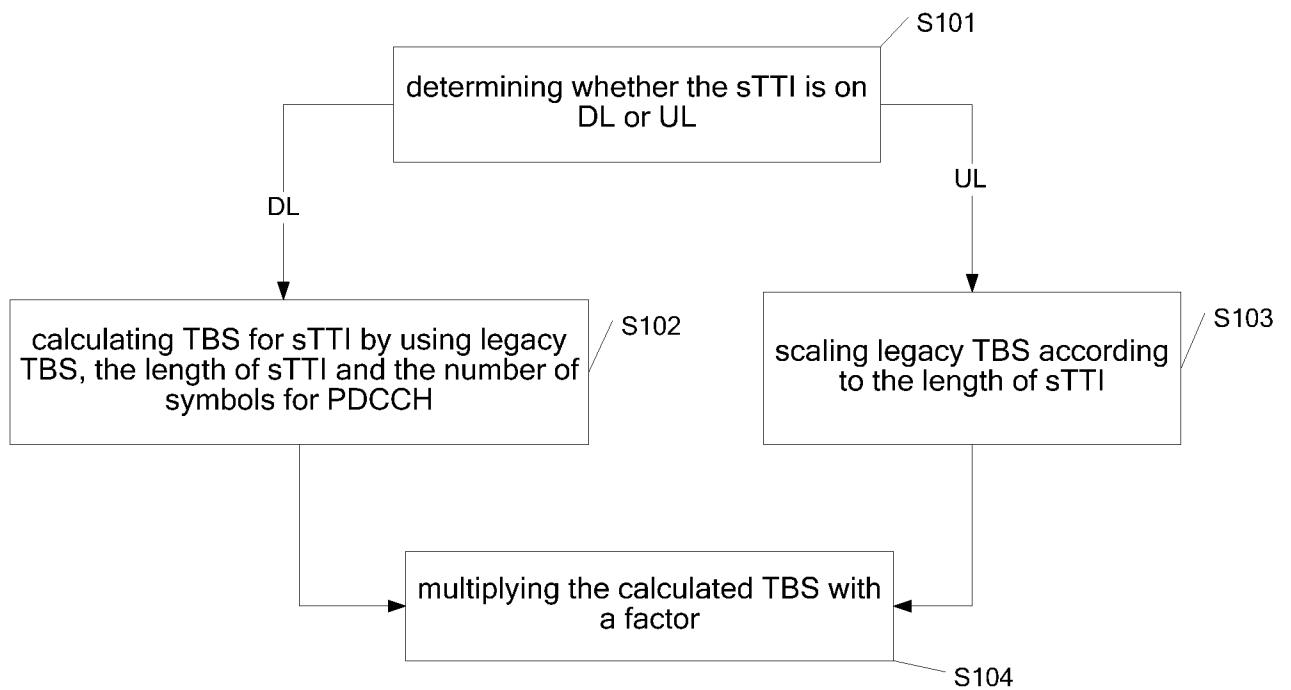 S101
determining whether the sTTI is on
DL or UL
DL
UL
calculating TBS for sTTI by using legacy
TBS, the length of sTTI and the number of
symbols for PDCCH
S102
scaling legacy TBS according
to the length of sTTI
S103
multiplying the calculated TBS with
a factor
S104